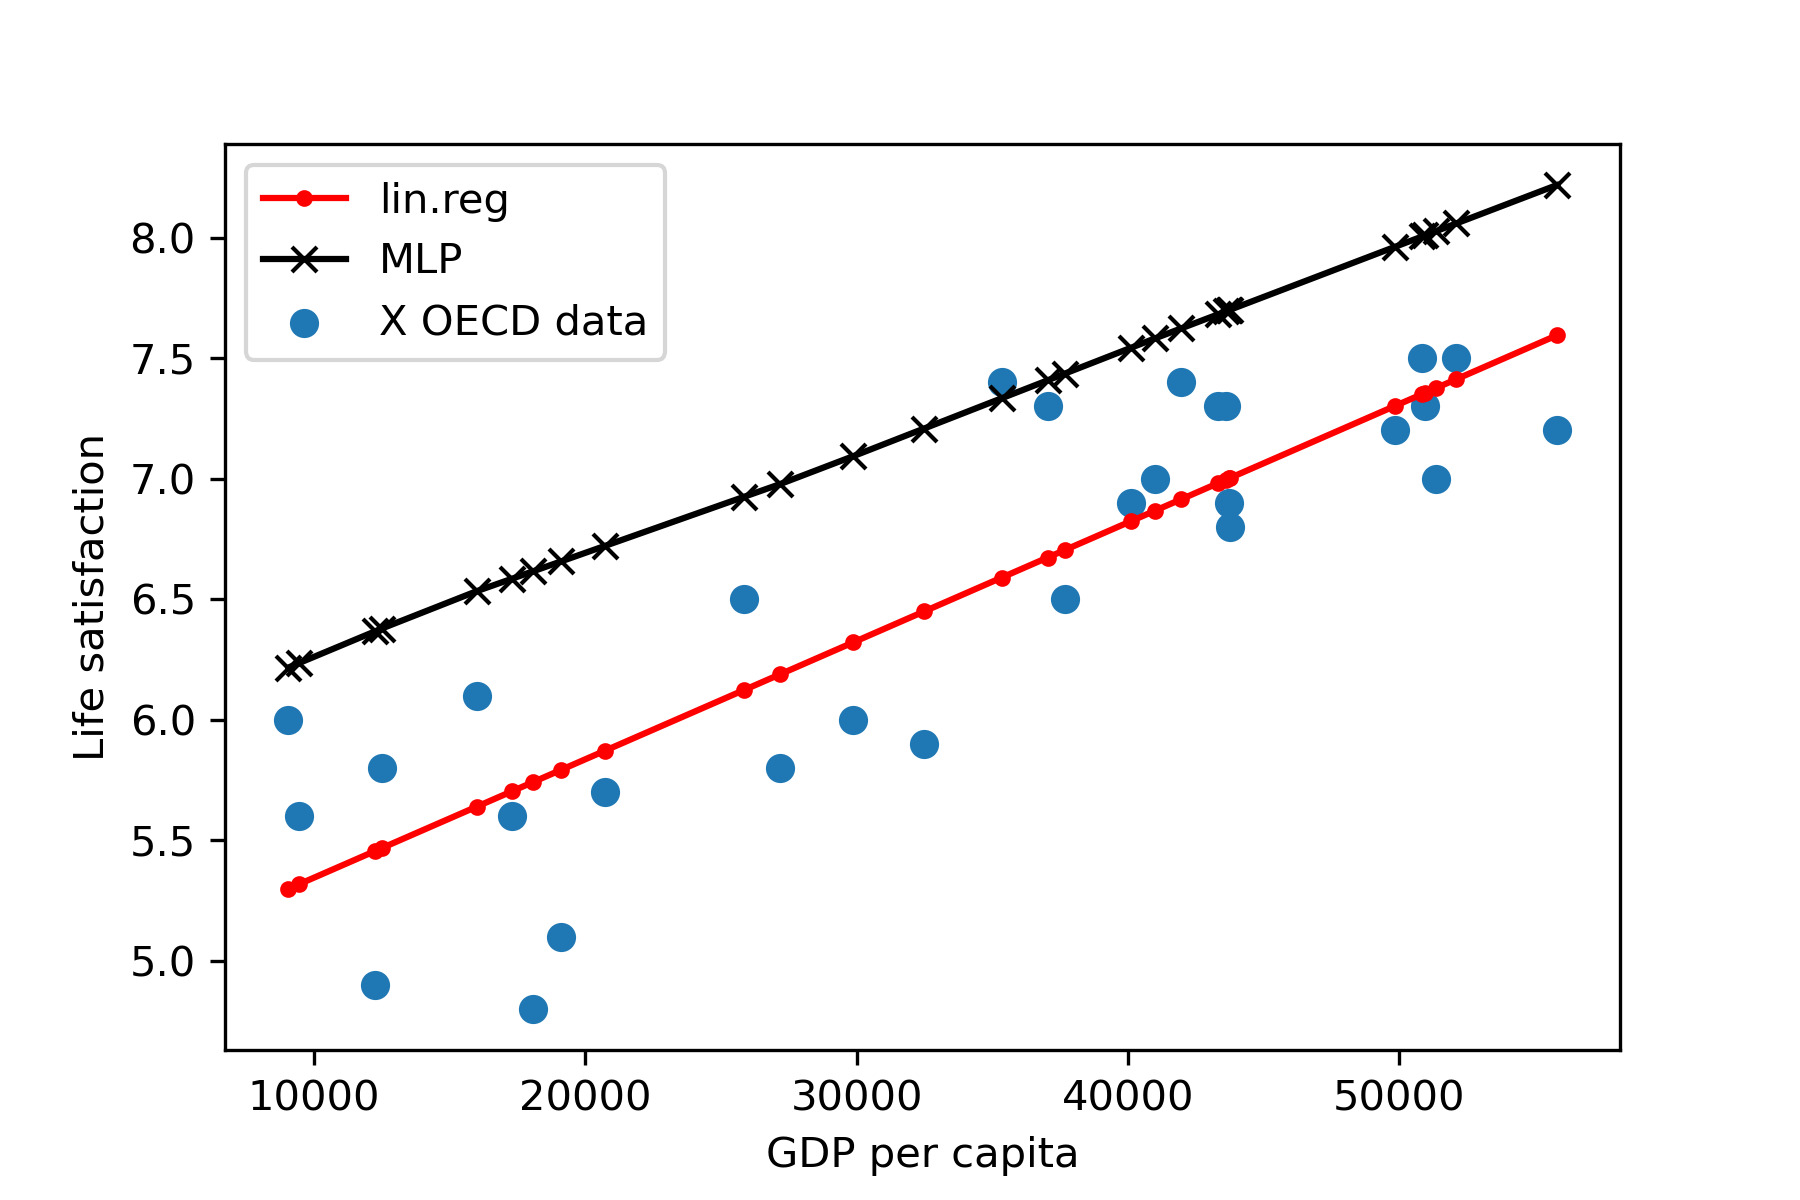 lin.reg
MLP
X OECD data
8.0
7.5
7.0
6.5
6.0
5.5
5.0
Life satisfaction
10000 20000 30000 40000 50000
GDP per capita